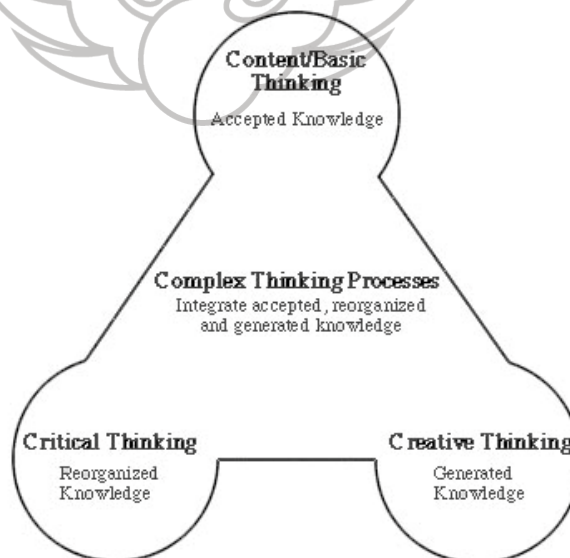 Content/Basic
Thinking
Accepted Knowledge
Complex Thinking Processes
Integrate accepted, reorganized
and generated knowledge
Critical Thinking
Reorganized
Knowledge
Creative Thinking
Generated
Knowledge